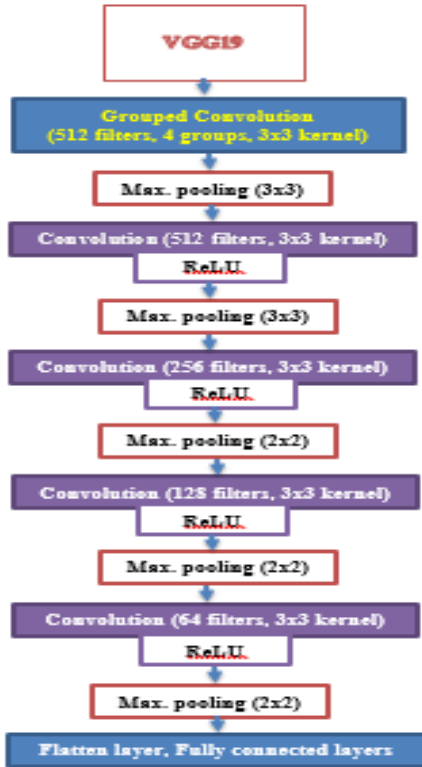 VGG19
Grouped Convolution
(512 filters, 4 groups, 3x3 kernel)
Max. pooling (3x3)
Convolution (512 filters, 3x3 kernel)
ReLU
Max. pooling (3x3)
Convolution (256 filters, 3x3 kernel)
ReLU
Max. pooling (2x2)
Convolution (128 filters, 3x3 kernel)
ReLU
Max. pooling (2x2)
Convolution (64 filters, 3x3 kernel)
ReLU
Max. pooling (2x2)
Flatten layer, Fully connected layers